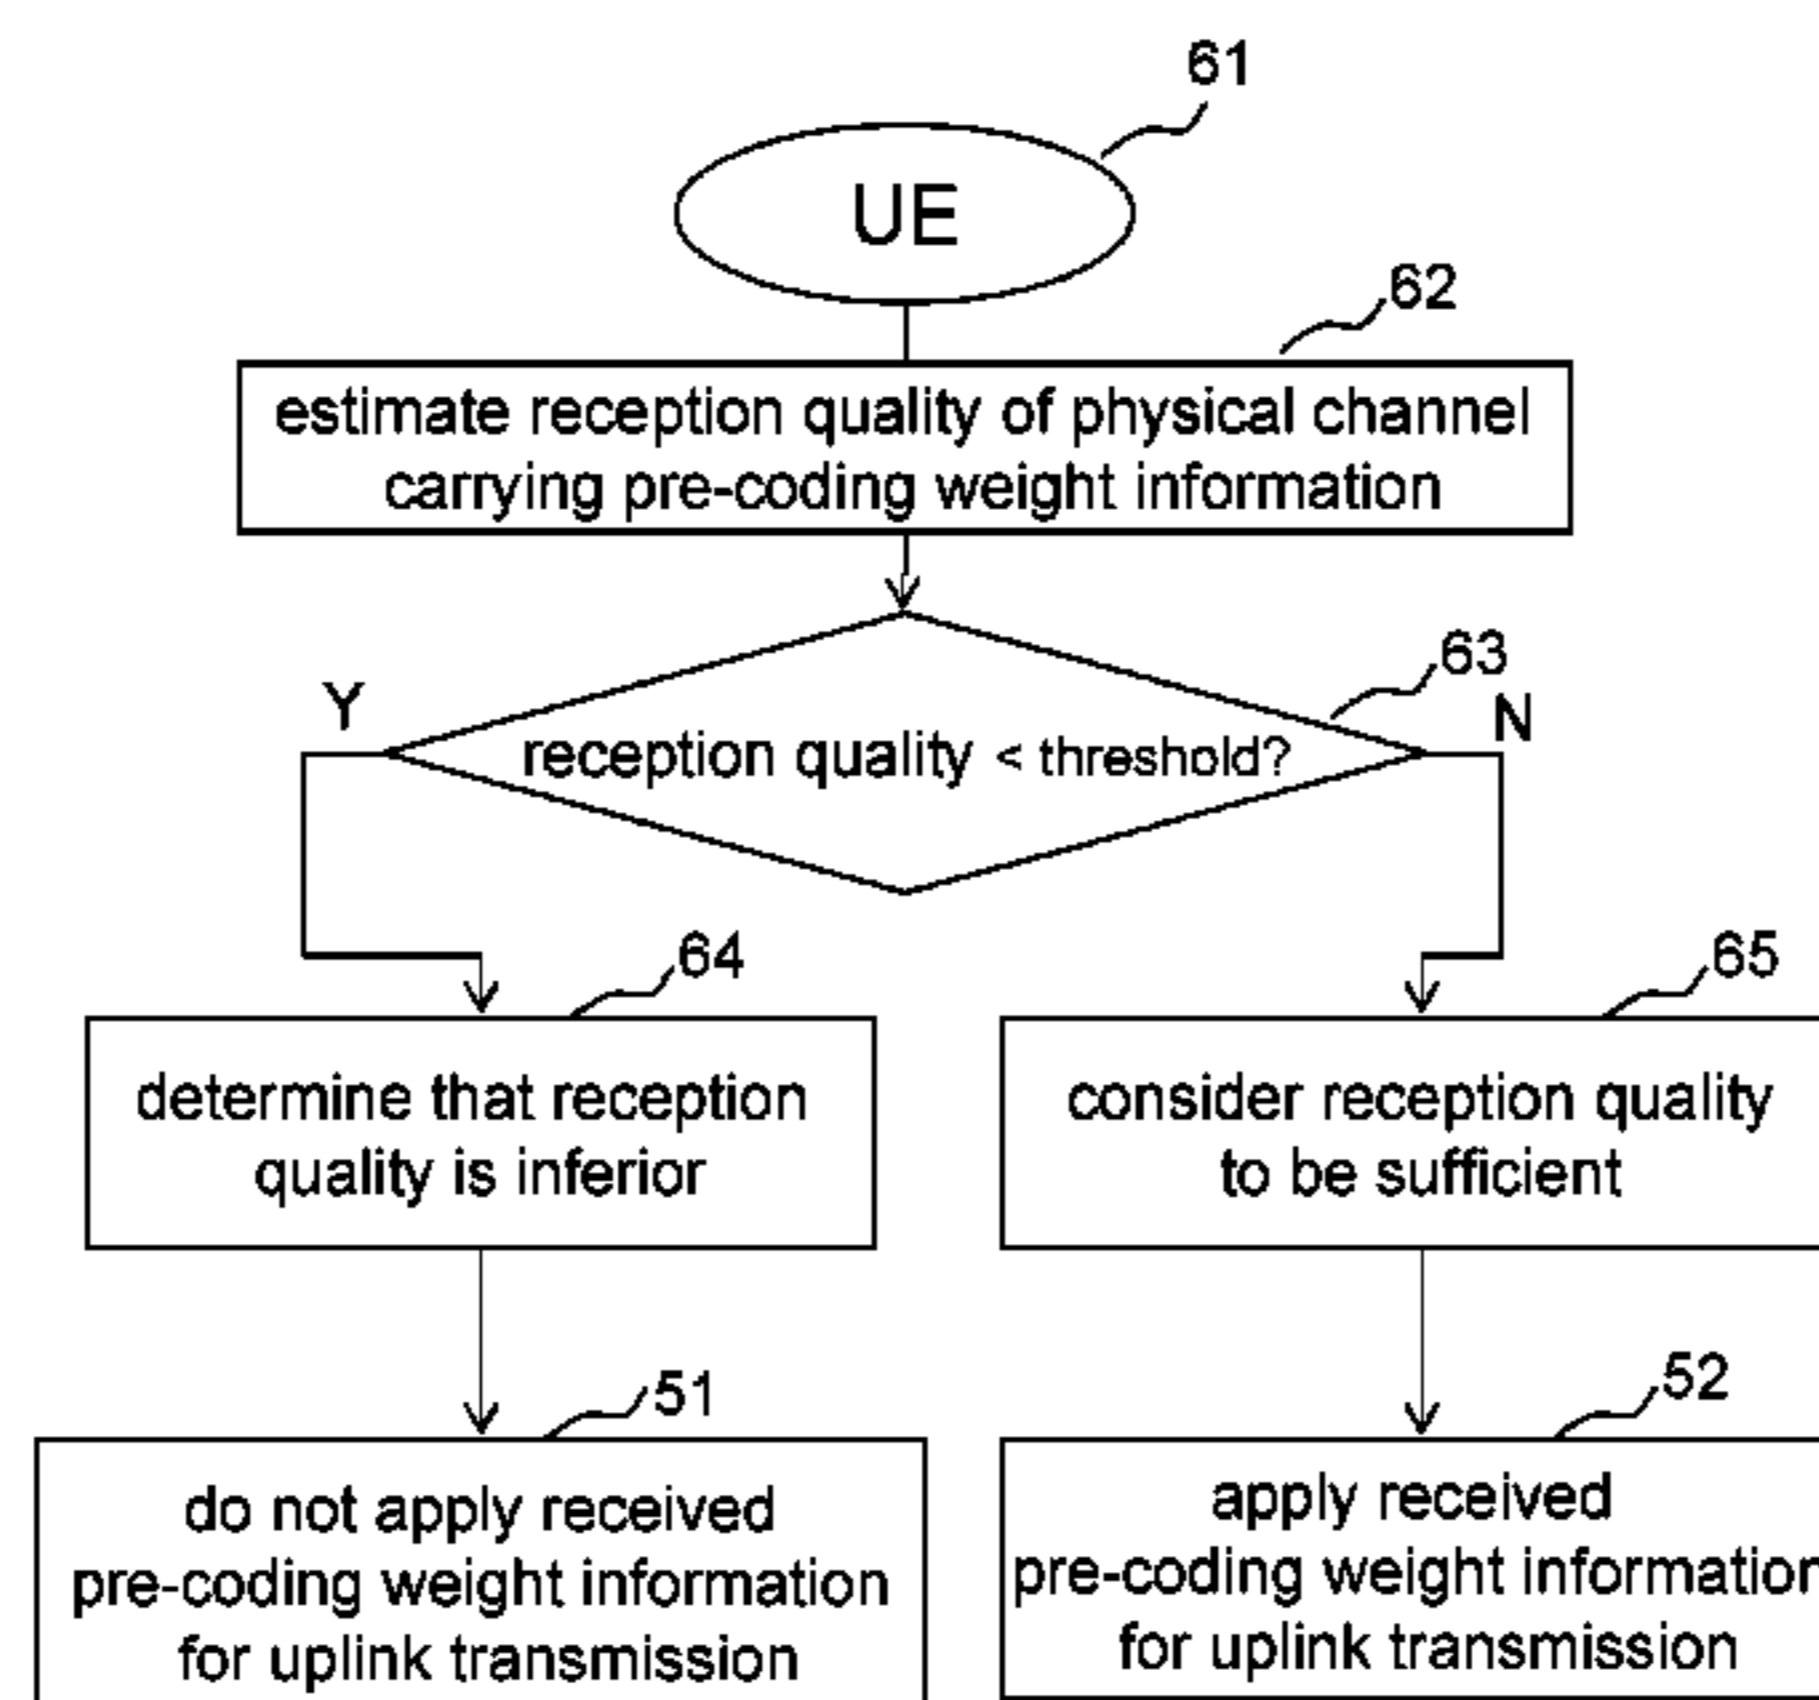 61
UE
62
estimate reception quality of physical channel
carrying pre-coding weight information
63
Y
N
reception quality < threshold?
64
65
determine that reception
quality is inferior
consider reception quality
to be sufficient
51
52
do not apply received
pre-coding weight information
for uplink transmission
apply received
pre-coding weight information
for uplink transmission